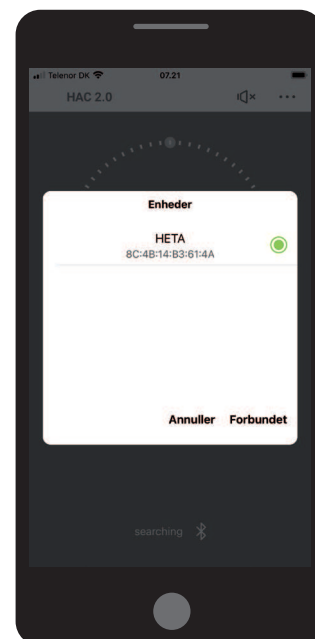 Telenor DK
07.21
HAC 2.0
Enheder
HETA
8C:4B:14:B3:61:4A
Annuller Forbundet
searching